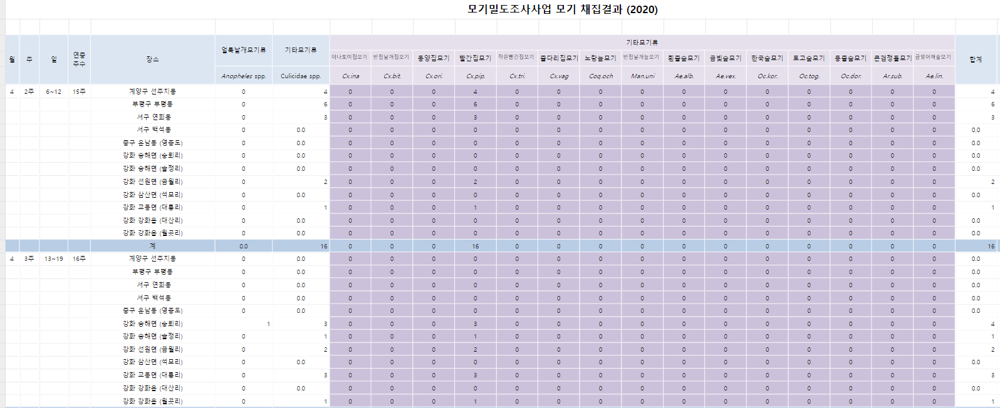 모기밀도조사사업 모기 채집결과 (2020)
월 주 일 연중 주수 장소 얼룩날개모기류 기타모기류 기타모기류 합계
이나토미집모기 반점날개집모기 동양집모기 빨간집모기 작은빨간집모기 줄다리집모기 노랑늪모기 반점날개늪모기 흰줄숲모기 금빛숲모기 한국숲모기 토고숲모기 등줄숲모기 큰검정들모기 금빛어깨숲모기
Anopheles spp. Culicidae spp. Cx.ina Cx.bit. Cx.ori. Cx.pip. Cx.tri. Cx.vag Coq.och Man.uni Ae.alb. Ae.vex. Oc.kor. Oc.tog. Oc.dor. Ar.sub. Ae.lin.
4 2주 6~12 15주 계양구 선주지동 0 4 0 0 0 4 0 0 0 0 0 0 0 0 0 0 0 4
부평구 부평동 0 6 0 0 0 6 0 0 0 0 0 0 0 0 0 0 0 6
서구 연희동 0 3 0 0 0 3 0 0 0 0 0 0 0 0 0 0 0 3
서구 백석동 0 0.0 0 0 0 0 0 0 0 0 0 0 0 0 0 0 0 0.0
중구 운남동 (영종도) 0 0.0 0 0 0 0 0 0 0 0 0 0 0 0 0 0 0 0.0
강화 송해면 (숭뢰리) 0 0.0 0 0 0 0 0 0 0 0 0 0 0 0 0 0 0 0.0
강화 송해면 (솔정리) 0 0.0 0 0 0 0 0 0 0 0 0 0 0 0 0 0 0 0.0
강화 선원면 (금월리) 0 2 0 0 0 2 0 0 0 0 0 0 0 0 0 0 0 2
강화 삼산면 (석모리) 0 0.0 0 0 0 0 0 0 0 0 0 0 0 0 0 0 0 0.0
강화 교동면 (대룡리) 0 1 0 0 0 1 0 0 0 0 0 0 0 0 0 0 0 1
강화 강화읍 (대산리) 0 0.0 0 0 0 0 0 0 0 0 0 0 0 0 0 0 0 0.0
강화 강화읍 (월곳리) 0 0.0 0 0 0 0 0 0 0 0 0 0 0 0 0 0 0 0.0
계 0.0 16 0 0 0 16 0 0 0 0 0 0 0 0 0 0 0 16
4 3주 13~19 16주 계양구 선주지동 0 0.0 0 0 0 0 0 0 0 0 0 0 0 0 0 0 0 0.0
부평구 부평동 0 0.0 0 0 0 0 0 0 0 0 0 0 0 0 0 0 0 0.0
서구 연희동 0 0.0 0 0 0 0 0 0 0 0 0 0 0 0 0 0 0 0.0
서구 백석동 0 0.0 0 0 0 0 0 0 0 0 0 0 0 0 0 0 0 0.0
중구 운남동 (영종도) 0 0.0 0 0 0 0 0 0 0 0 0 0 0 0 0 0 0 0.0
강화 송해면 (숭뢰리) 1 3 0 0 0 3 0 0 0 0 0 0 0 0 0 0 0 4
강화 송해면 (솔정리) 0 1 0 0 0 1 0 0 0 0 0 0 0 0 0 0 0 1
강화 선원면 (금월리) 0 2 0 0 0 2 0 0 0 0 0 0 0 0 0 0 0 2
강화 삼산면 (석모리) 0 0.0 0 0 0 0 0 0 0 0 0 0 0 0 0 0 0 0.0
강화 교동면 (대룡리) 0 3 0 0 0 3 0 0 0 0 0 0 0 0 0 0 0 3
강화 강화읍 (대산리) 0 0.0 0 0 0 0 0 0 0 0 0 0 0 0 0 0 0 0.0
강화 강화읍 (월곳리) 0 1 0 0 0 1 0 0 0 0 0 0 0 0 0 0 0 1